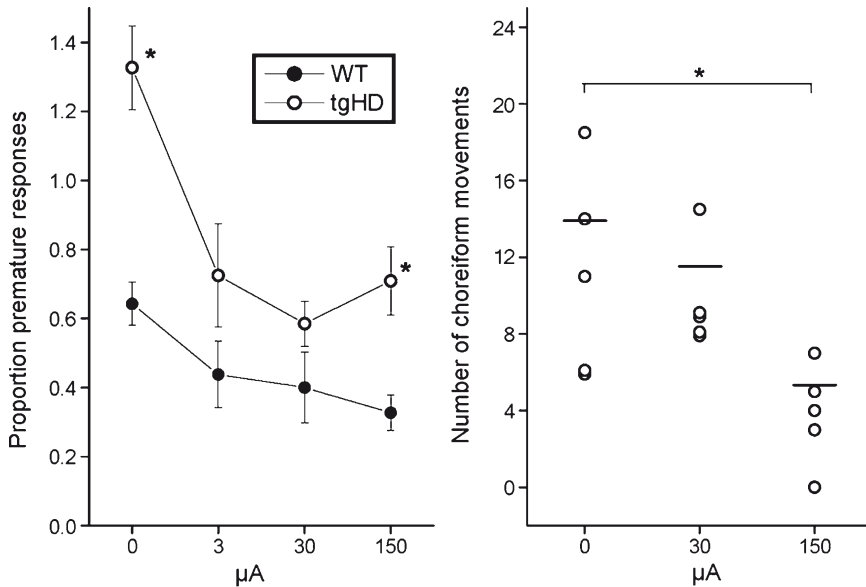 Proportion premature responses
1.4
1.2
1.0
0.8
0.6
0.4
0.2
0.0
*
*
WT
tgHD
0 3 30 150
µA
Number of choreiform movements
24
20
16
12
8
4
0
*
0 30 150
µA